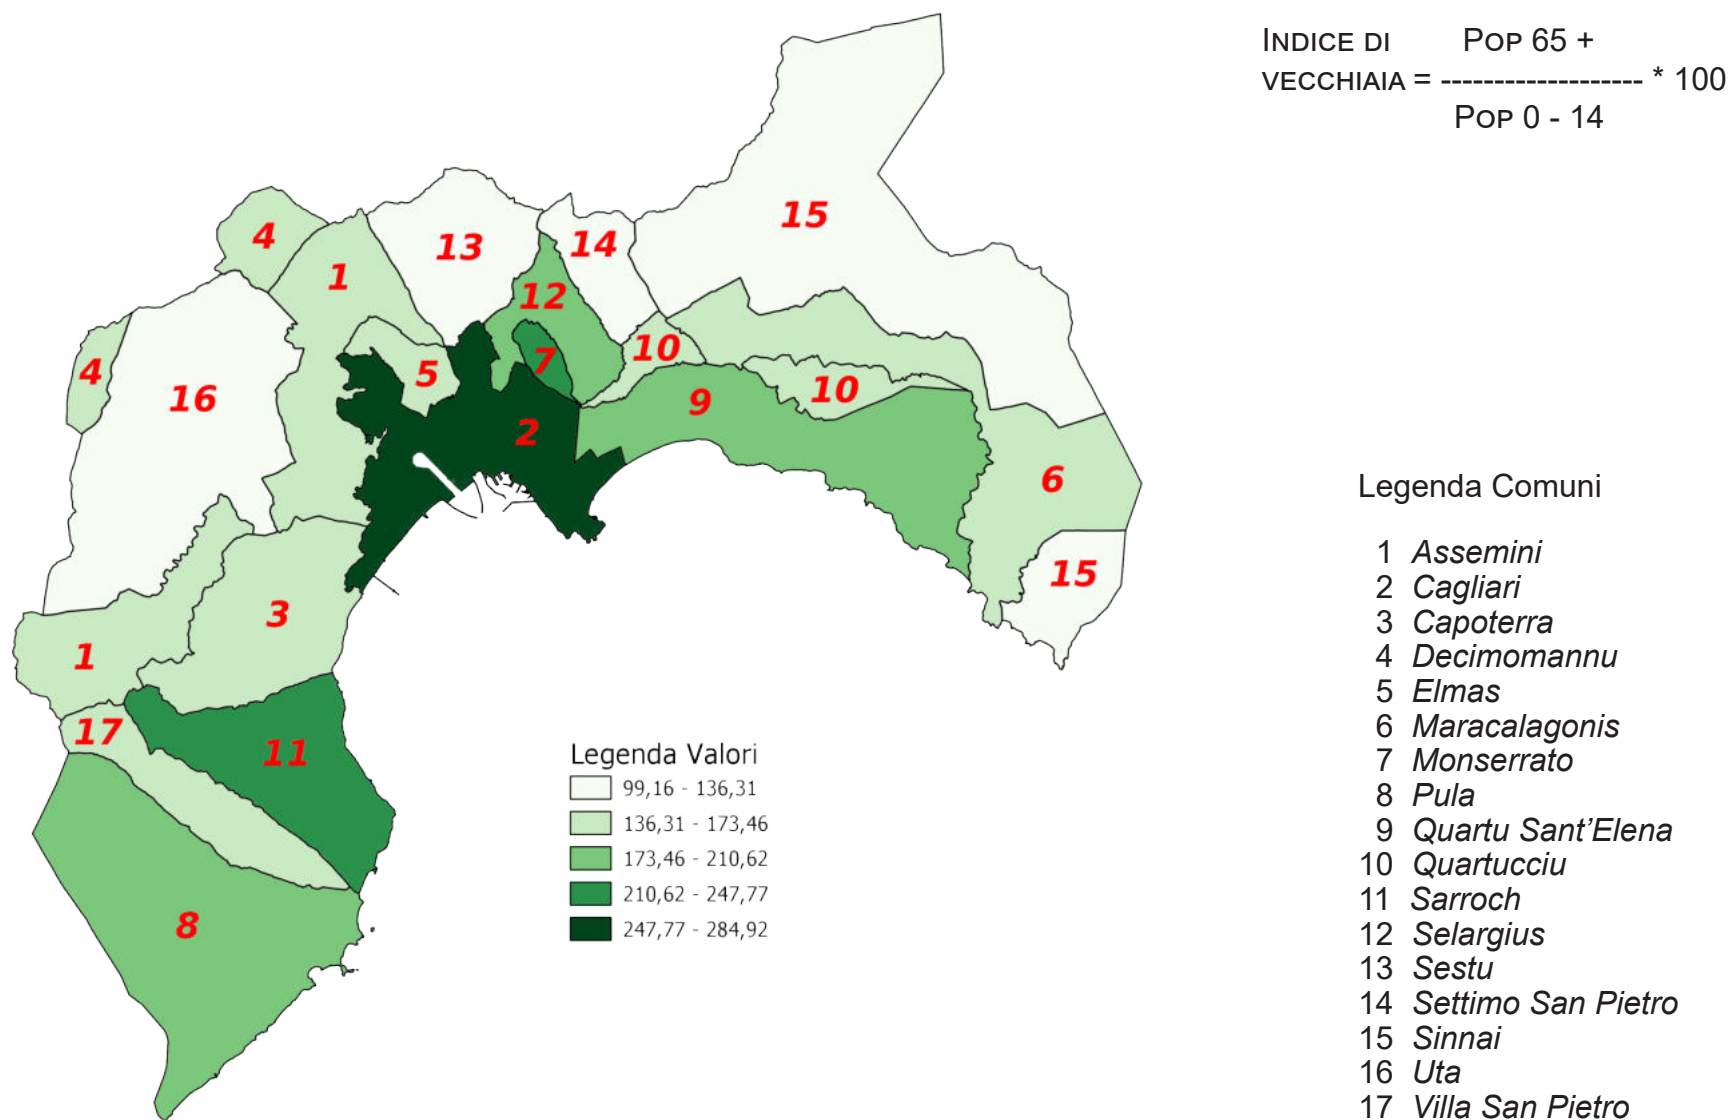 INDICE DI POP 65 +
VECCHIAIA = ------------------- * 100
POP 0 - 14
15
4
13
14
1
12
10
7
4
5
10
16
9
2
6
15
3
1
17
11
8
Legenda Valori
99,16 - 136,31
136,31 - 173,46
173,46 - 210,62
210,62 - 247,77
247,77 - 284,92
Legenda Comuni
1 Assemini
2 Cagliari
3 Capoterra
4 Decimomannu
5 Elmas
6 Maracalagonis
7 Monserrato
8 Pula
9 Quartu Sant’Elena
10 Quartucciu
11 Sarroch
12 Selargius
13 Sestu
14 Settimo San Pietro
15 Sinnai
16 Uta
17 Villa San Pietro